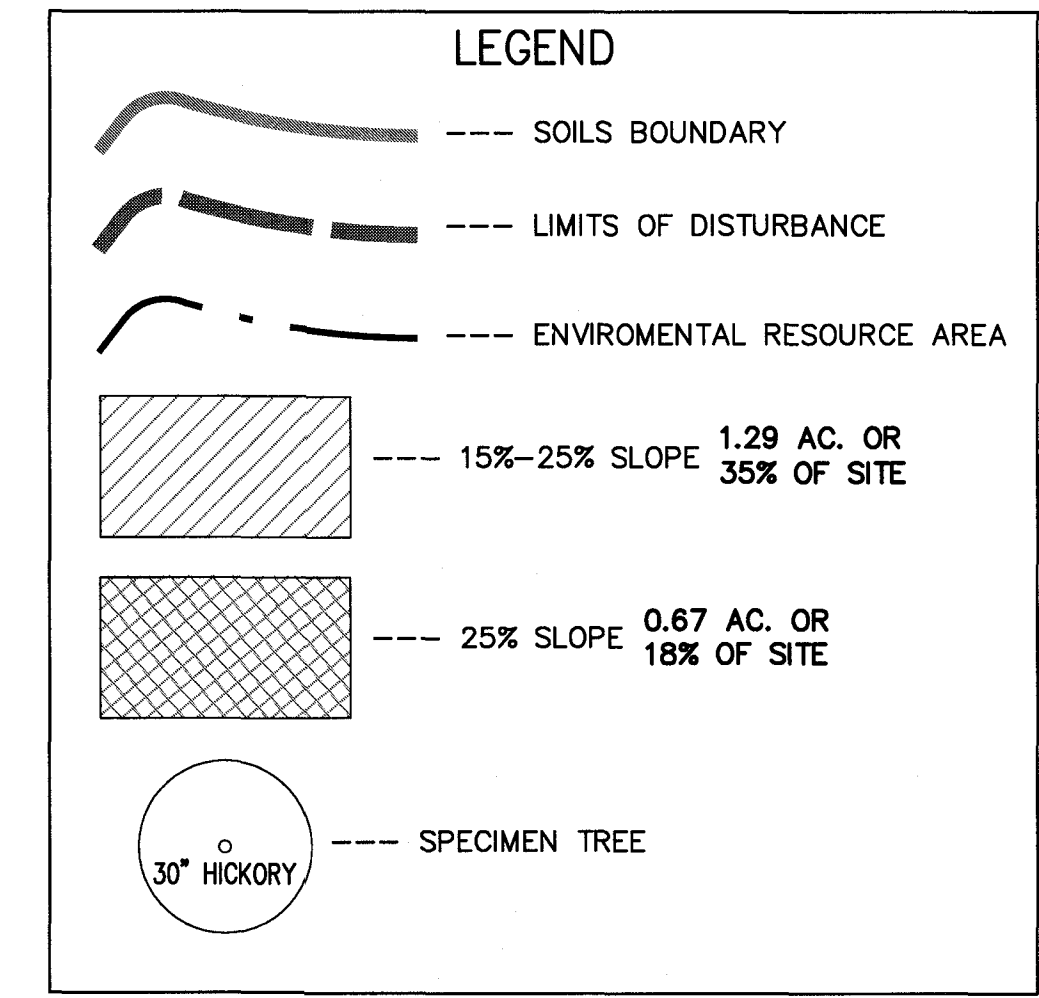 LEGEND
--- SOILS BOUNDARY
--- LIMITS OF DISTURBANCE
--- ENVIROMENTAL RESOURCE AREA
--- 15%-25% SLOPE 1.29 AC. OR
35% OF SITE
--- 25% SLOPE 0.67 AC. OR
18% OF SITE
--- SPECIMEN TREE
30" HICKORY